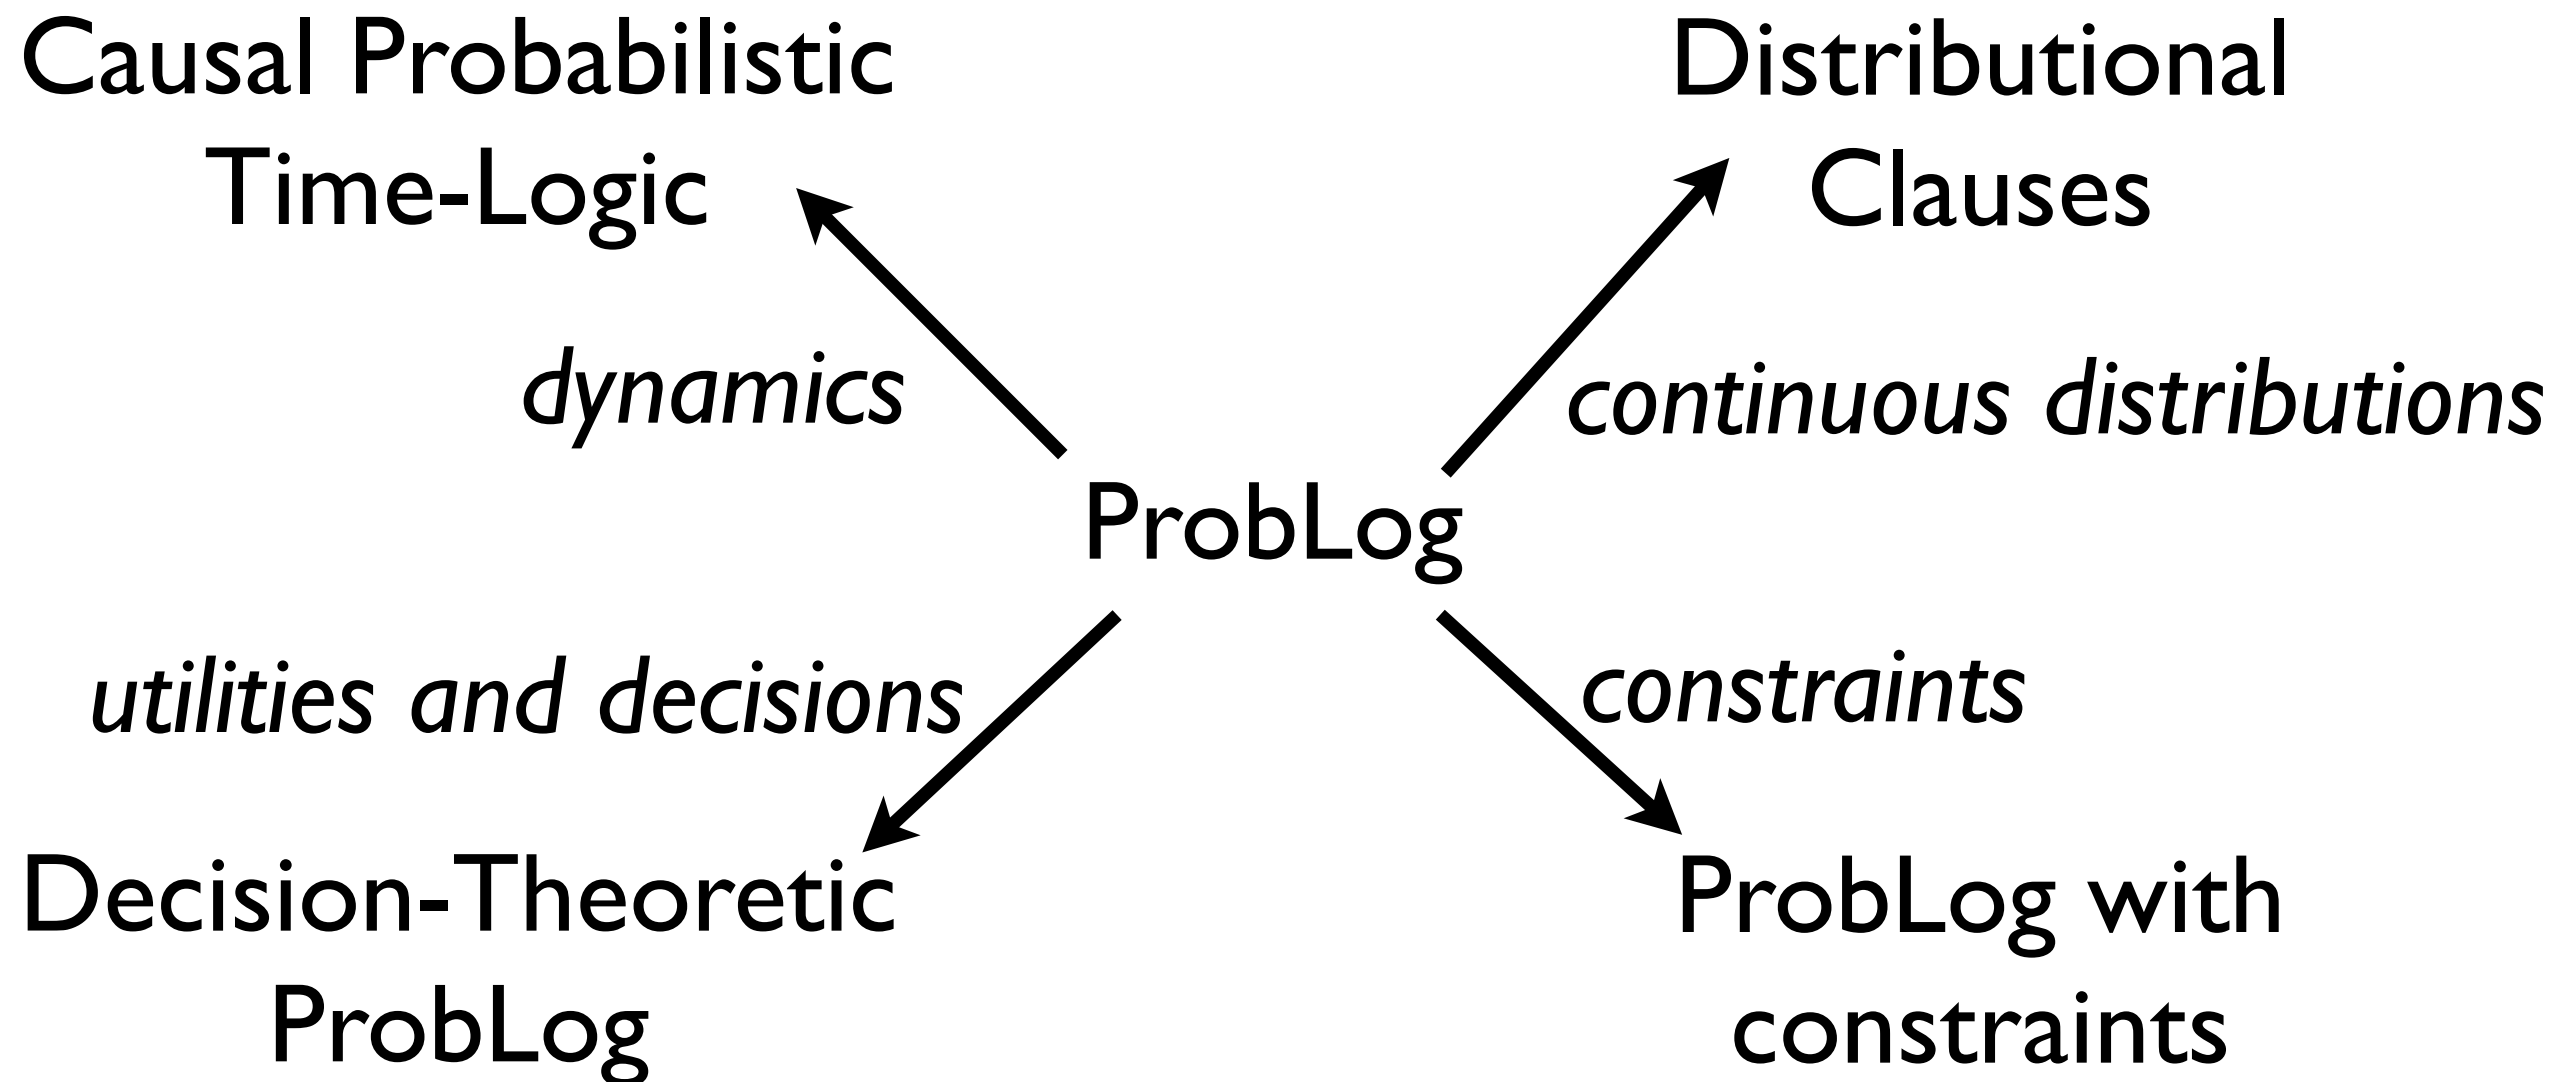 Causal Probabilistic
Time-Logic
Distributional
Clauses
dynamics
continuous distributions
ProbLog
utilities and decisions
constraints
Decision-Theoretic
ProbLog
ProbLog with
constraints